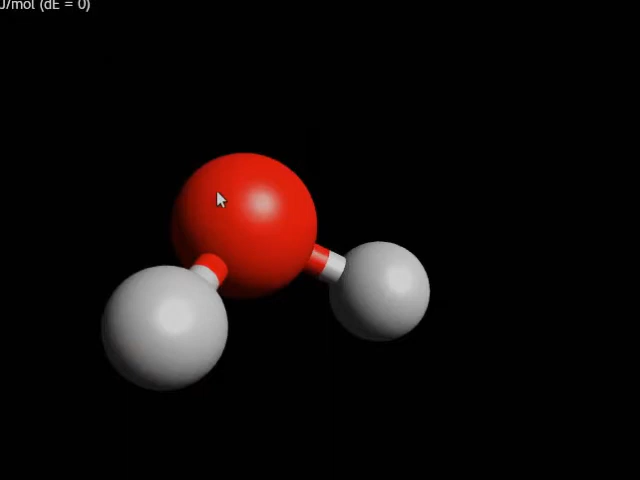 J/mol (dE = 0)